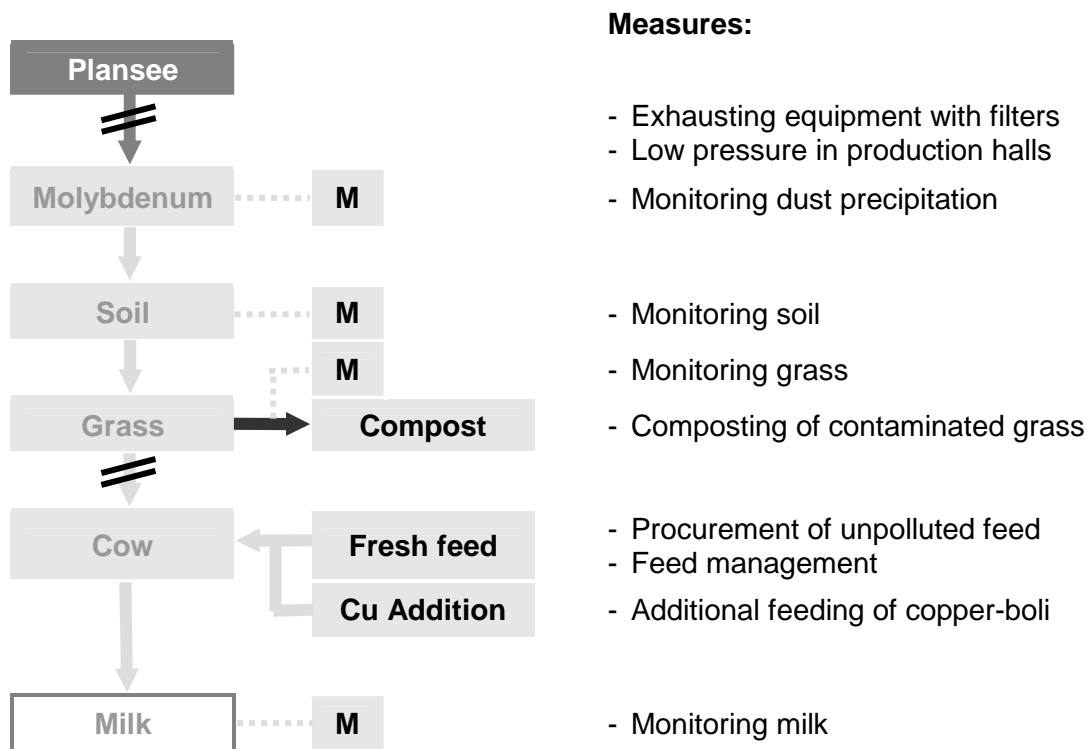 Measures:
Plansee
- Exhausting equipment with filters
- Low pressure in production halls
Molybdenum M - Monitoring dust precipitation
Soil M - Monitoring soil
M - Monitoring grass
Grass Compost - Composting of contaminated grass
- Procurement of unpolluted feed
Cow Fresh feed
- Feed management
Cu Addition - Additional feeding of copper-boli
Milk M - Monitoring milk